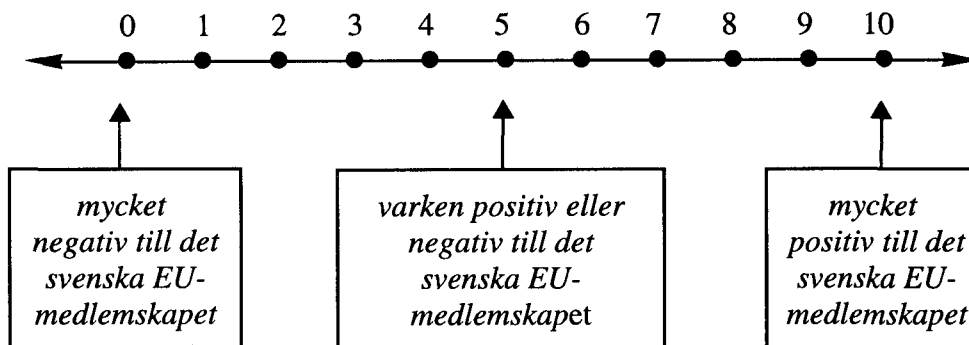 0 1 2 3 4 5 6 7 8 9 10
mycket
negativ till det
svenska EU-
medlemskapet
varken positiv eller
negativ till det
svenska EU-
medlemskapet
mycket
positiv till det
svenska EU-
medlemskapet